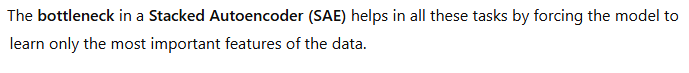 The bottleneck in a Stacked Autoencoder (SAE) helps in all these tasks by forcing the model to
learn only the most important features of the data.